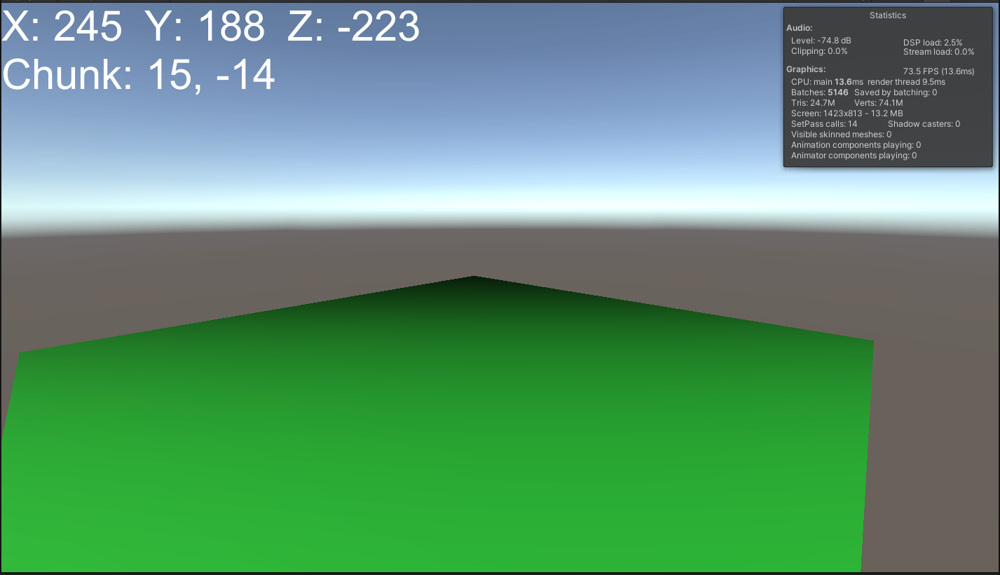 X: 245 Y: 188 Z: -223
Chunk: 15, -14
Statistics
Audio:
Level: -74.8 dB DSP load: 2.5%
Clipping: 0.0% Stream load: 0.0%
Graphics: 73.5 FPS (13.6ms)
CPU: main 13.6ms render thread 9.5ms
Batches: 5146 Saved by batching: 0
Tris: 24.7M Verts: 74.1M
Screen: 1423x813 - 13.2 MB
SetPass calls: 14 Shadow casters: 0
Visible skinned meshes: 0
Animation components playing: 0
Animator components playing: 0